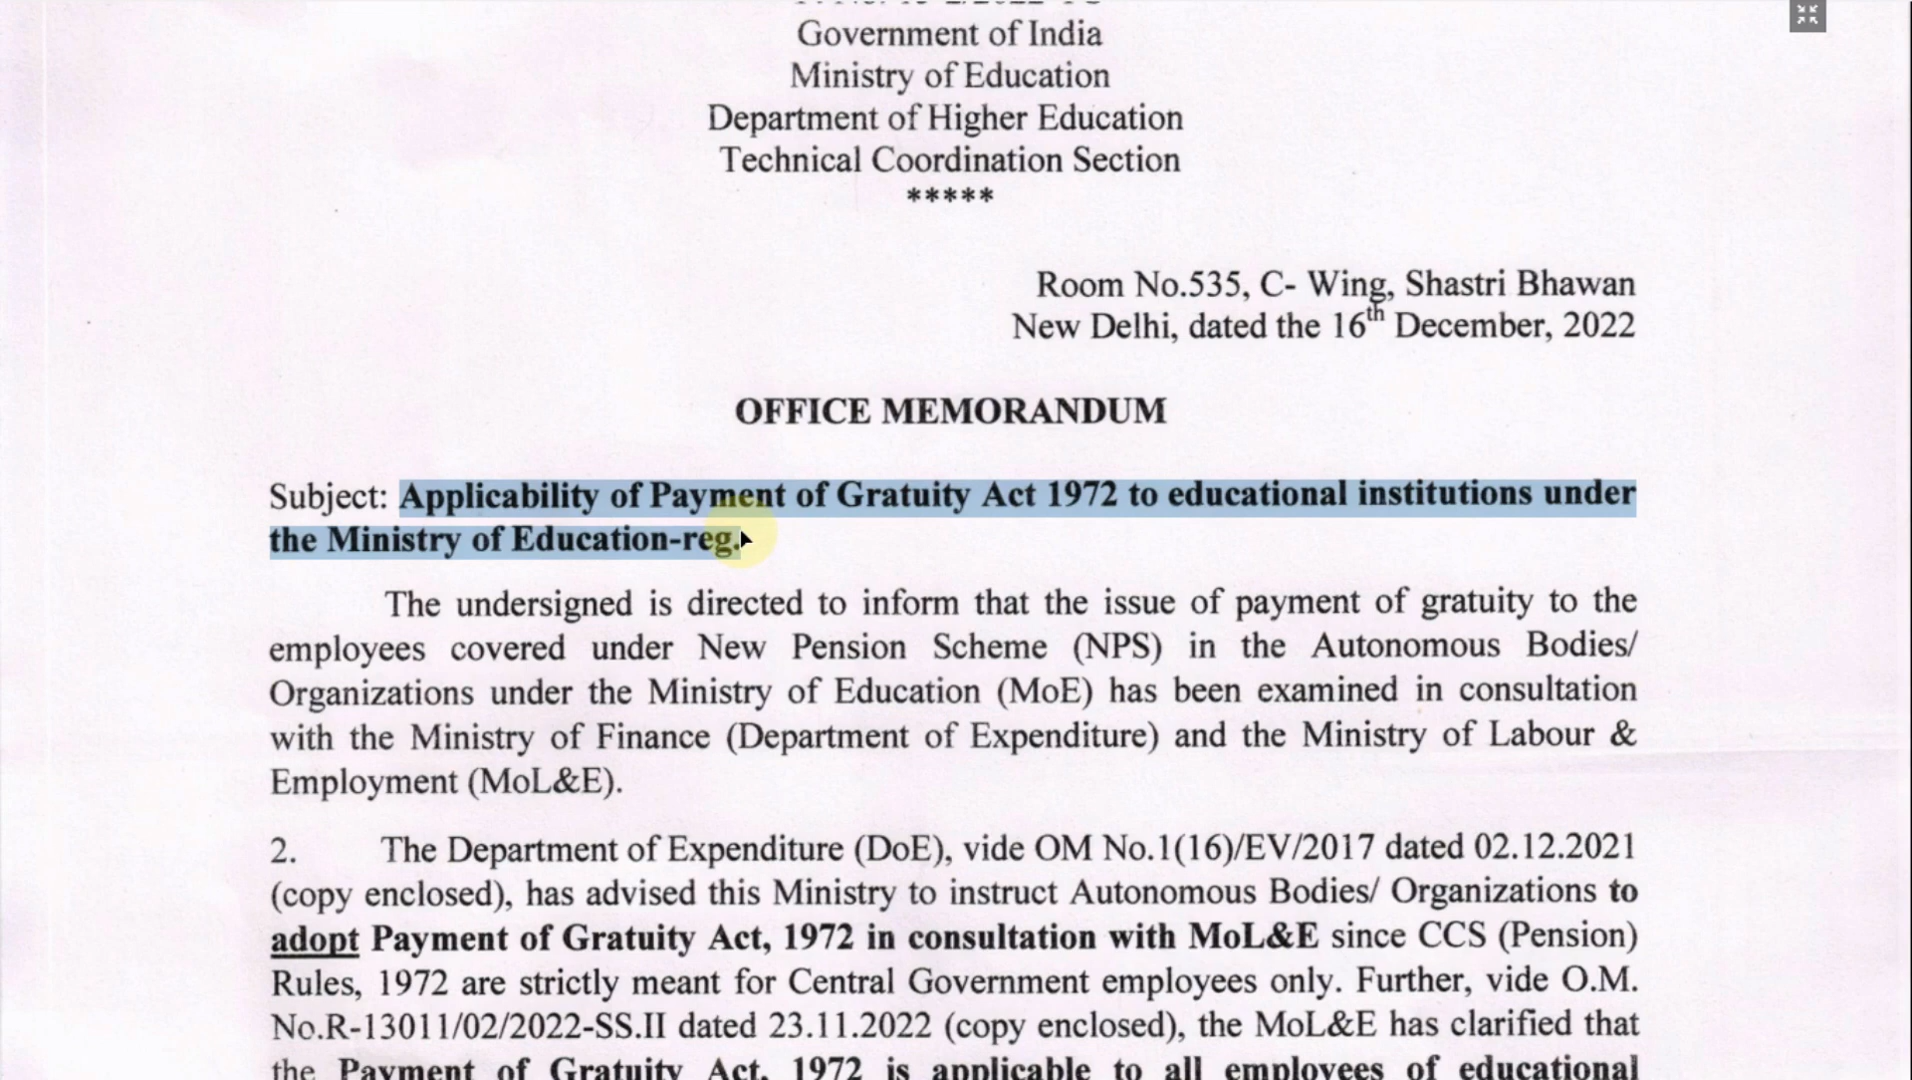 Government of India
Ministry of Education
Department of Higher Education
Technical Coordination Section
*****
Room No.535, C- Wing, Shastri Bhawan
New Delhi, dated the 16th December, 2022
OFFICE MEMORANDUM
Subject: Applicability of Payment of Gratuity Act 1972 to educational institutions under
the Ministry of Education-reg.
The undersigned is directed to inform that the issue of payment of gratuity to the
employees covered under New Pension Scheme (NPS) in the Autonomous Bodies/
Organizations under the Ministry of Education (MoE) has been examined in consultation
with the Ministry of Finance (Department of Expenditure) and the Ministry of Labour &
Employment (MoL&E).
2. The Department of Expenditure (DoE), vide OM No.1(16)/EV/2017 dated 02.12.2021
(copy enclosed), has advised this Ministry to instruct Autonomous Bodies/ Organizations to
adopt Payment of Gratuity Act, 1972 in consultation with MoL&E since CCS (Pension)
Rules, 1972 are strictly meant for Central Government employees only. Further, vide O.M.
No.R-13011/02/2022-SS.II dated 23.11.2022 (copy enclosed), the MoL&E has clarified that
the Payment of Gratuity Act, 1972 is applicable to all employees of educational